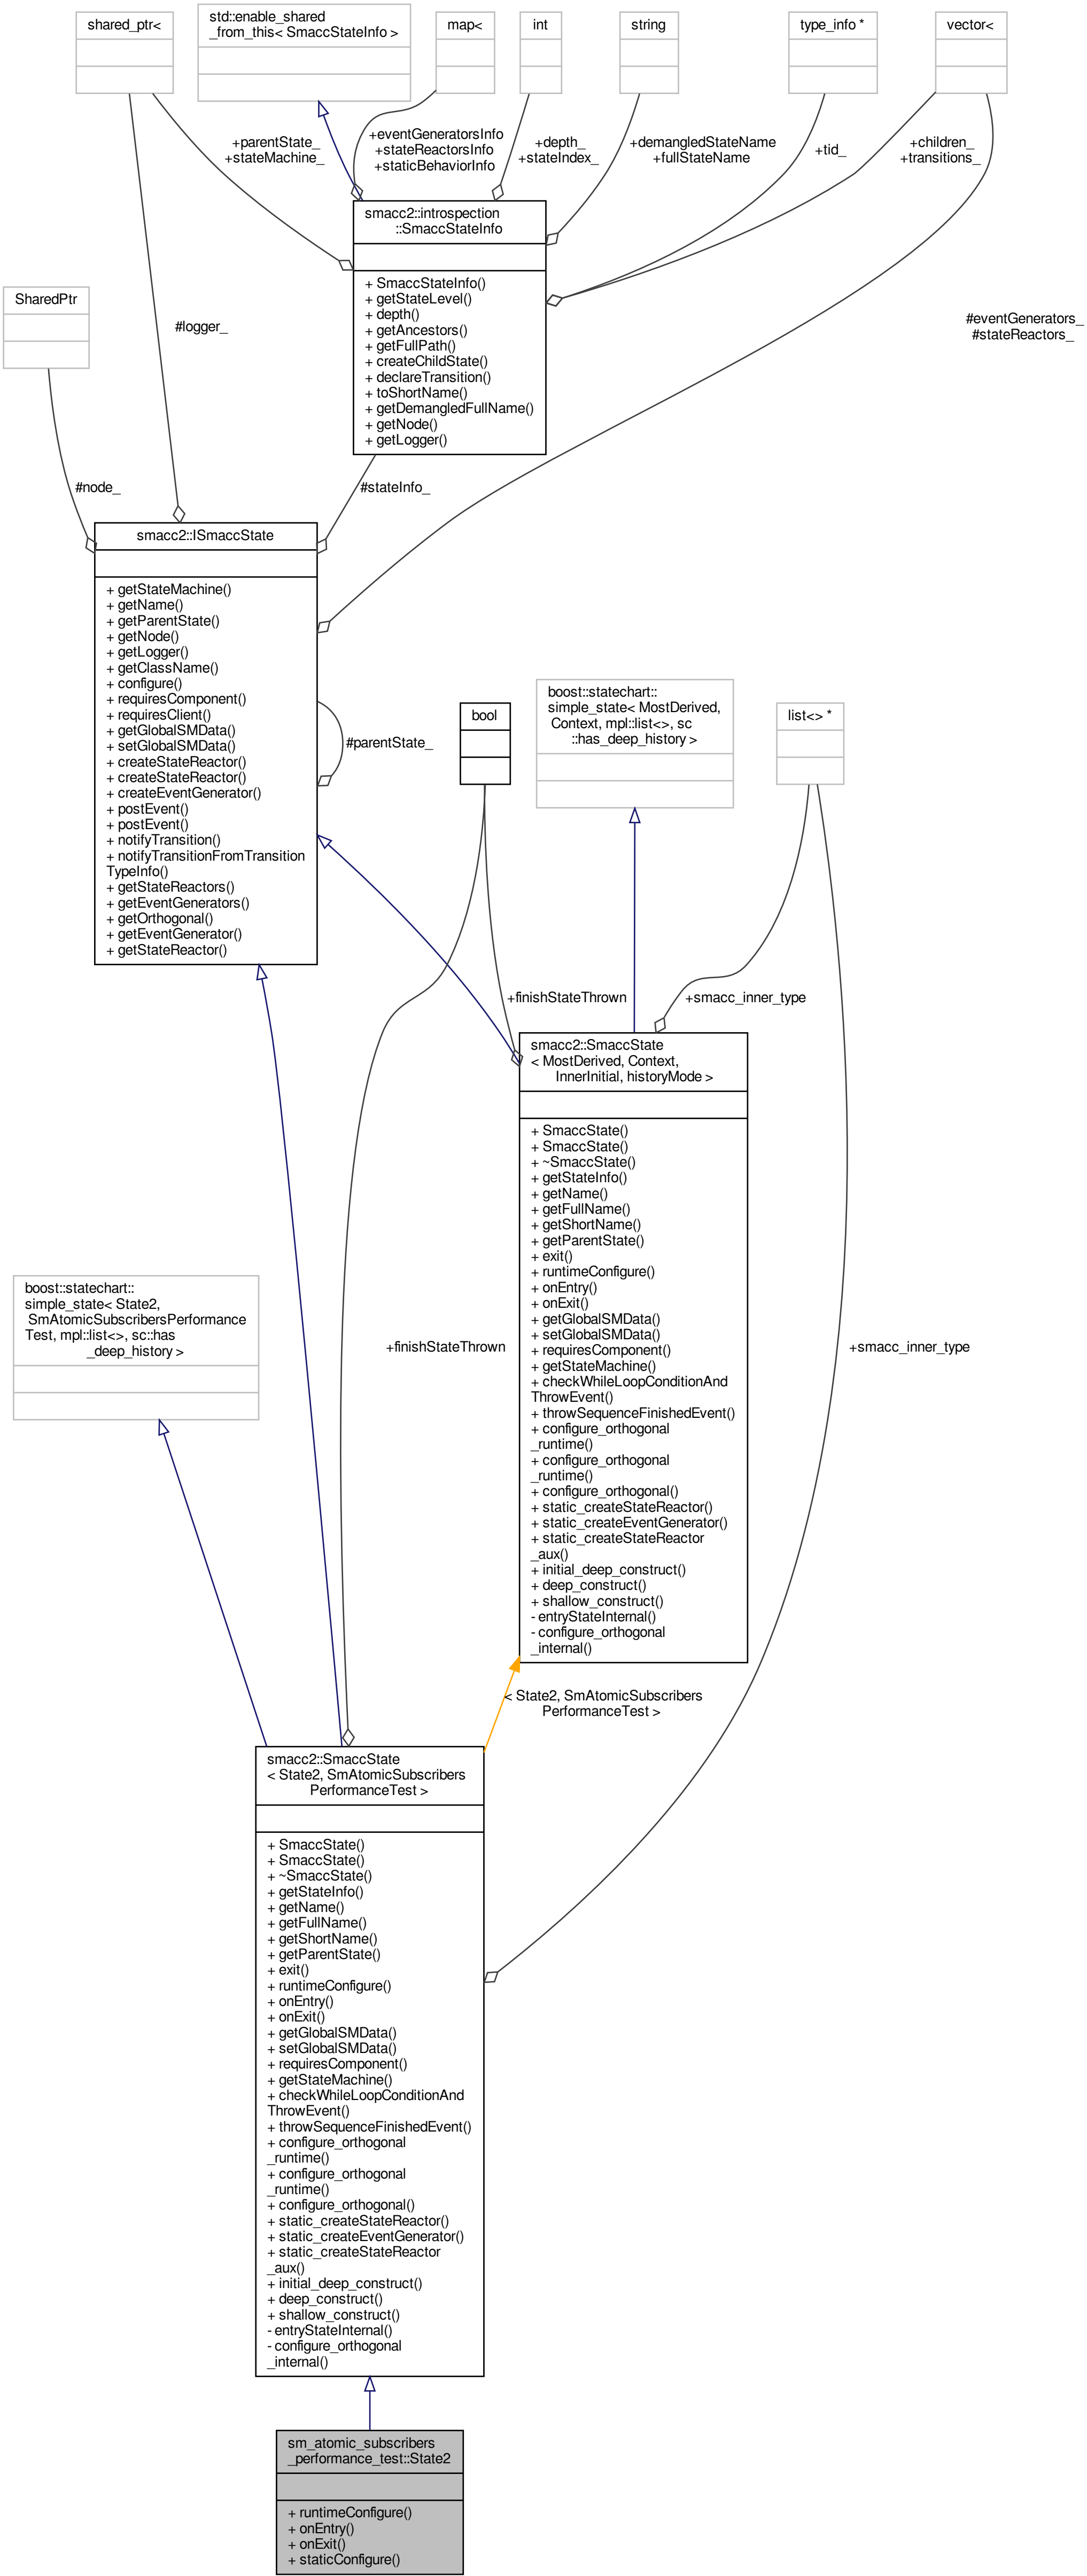 shared_ptr<
std::enable_shared
_from_this< SmaccStateInfo >
map<
int
string
type_info *
vector<
+parentState_
+stateMachine_
+eventGeneratorsInfo
+stateReactorsInfo
+staticBehaviorInfo
+depth_
+stateIndex_
+demangledStateName
+fullStateName
+tid_
+children_
+transitions_
smacc2::introspection
::SmaccStateInfo
+ SmaccStateInfo()
+ getStateLevel()
+ depth()
+ getAncestors()
+ getFullPath()
+ createChildState()
+ declareTransition()
+ toShortName()
+ getDemangledFullName()
+ getNode()
+ getLogger()
SharedPtr
#logger_
#eventGenerators_
#stateReactors_
#node_
#stateInfo_
smacc2::ISmaccState
+ getStateMachine()
+ getName()
+ getParentState()
+ getNode()
+ getLogger()
+ getClassName()
+ configure()
+ requiresComponent()
+ requiresClient()
+ getGlobalSMData()
+ setGlobalSMData()
+ createStateReactor()
+ createStateReactor()
+ createEventGenerator()
+ postEvent()
+ postEvent()
+ notifyTransition()
+ notifyTransitionFromTransition
TypeInfo()
+ getStateReactors()
+ getEventGenerators()
+ getOrthogonal()
+ getEventGenerator()
+ getStateReactor()
#parentState_
bool
boost::statechart::
simple_state< MostDerived,
Context, mpl::list<>, sc
::has_deep_history >
list<> *
+finishStateThrown
+smacc_inner_type
smacc2::SmaccState
< MostDerived, Context,
InnerInitial, historyMode >
+ SmaccState()
+ SmaccState()
+ ~SmaccState()
+ getStateInfo()
+ getName()
+ getFullName()
+ getShortName()
+ getParentState()
+ exit()
+ runtimeConfigure()
+ onEntry()
+ onExit()
+ getGlobalSMData()
+ setGlobalSMData()
+ requiresComponent()
+ getStateMachine()
+ checkWhileLoopConditionAnd
ThrowEvent()
+ throwSequenceFinishedEvent()
+ configure_orthogonal
_runtime()
+ configure_orthogonal
_runtime()
+ configure_orthogonal()
+ static_createStateReactor()
+ static_createEventGenerator()
+ static_createStateReactor
_aux()
+ initial_deep_construct()
+ deep_construct()
+ shallow_construct()
- entryStateInternal()
- configure_orthogonal
_internal()
boost::statechart::
simple_state< State2,
SmAtomicSubscribersPerformance
Test, mpl::list<>, sc::has
_deep_history >
+finishStateThrown
+smacc_inner_type
< State2, SmAtomicSubscribers
PerformanceTest >
smacc2::SmaccState
< State2, SmAtomicSubscribers
PerformanceTest >
+ SmaccState()
+ SmaccState()
+ ~SmaccState()
+ getStateInfo()
+ getName()
+ getFullName()
+ getShortName()
+ getParentState()
+ exit()
+ runtimeConfigure()
+ onEntry()
+ onExit()
+ getGlobalSMData()
+ setGlobalSMData()
+ requiresComponent()
+ getStateMachine()
+ checkWhileLoopConditionAnd
ThrowEvent()
+ throwSequenceFinishedEvent()
+ configure_orthogonal
_runtime()
+ configure_orthogonal
_runtime()
+ configure_orthogonal()
+ static_createStateReactor()
+ static_createEventGenerator()
+ static_createStateReactor
_aux()
+ initial_deep_construct()
+ deep_construct()
+ shallow_construct()
- entryStateInternal()
- configure_orthogonal
_internal()
sm_atomic_subscribers
_performance_test::State2
+ runtimeConfigure()
+ onEntry()
+ onExit()
+ staticConfigure()